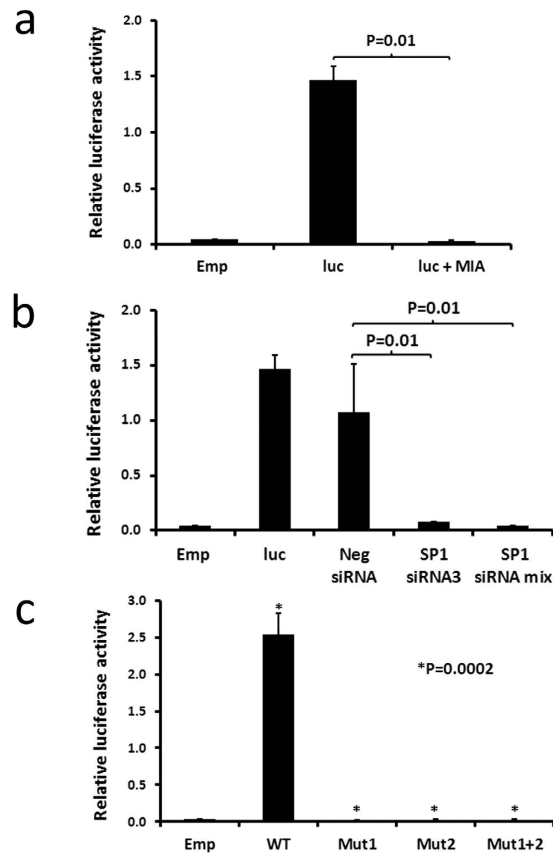 a
Relative luciferase activity
2.0
1.5
1.0
0.5
0.0
P=0.01
Emp luc luc + MIA
b
Relative luciferase activity
2.0
1.5
1.0
0.5
0.0
P=0.01
P=0.01
Emp luc Neg SP1 SP1
siRNA siRNA3 siRNA mix
c
Relative luciferase activity
3.0
2.5
2.0
1.5
1.0
0.5
0.0
*
*P=0.0002
* * *
Emp WT Mut1 Mut2 Mut1+2